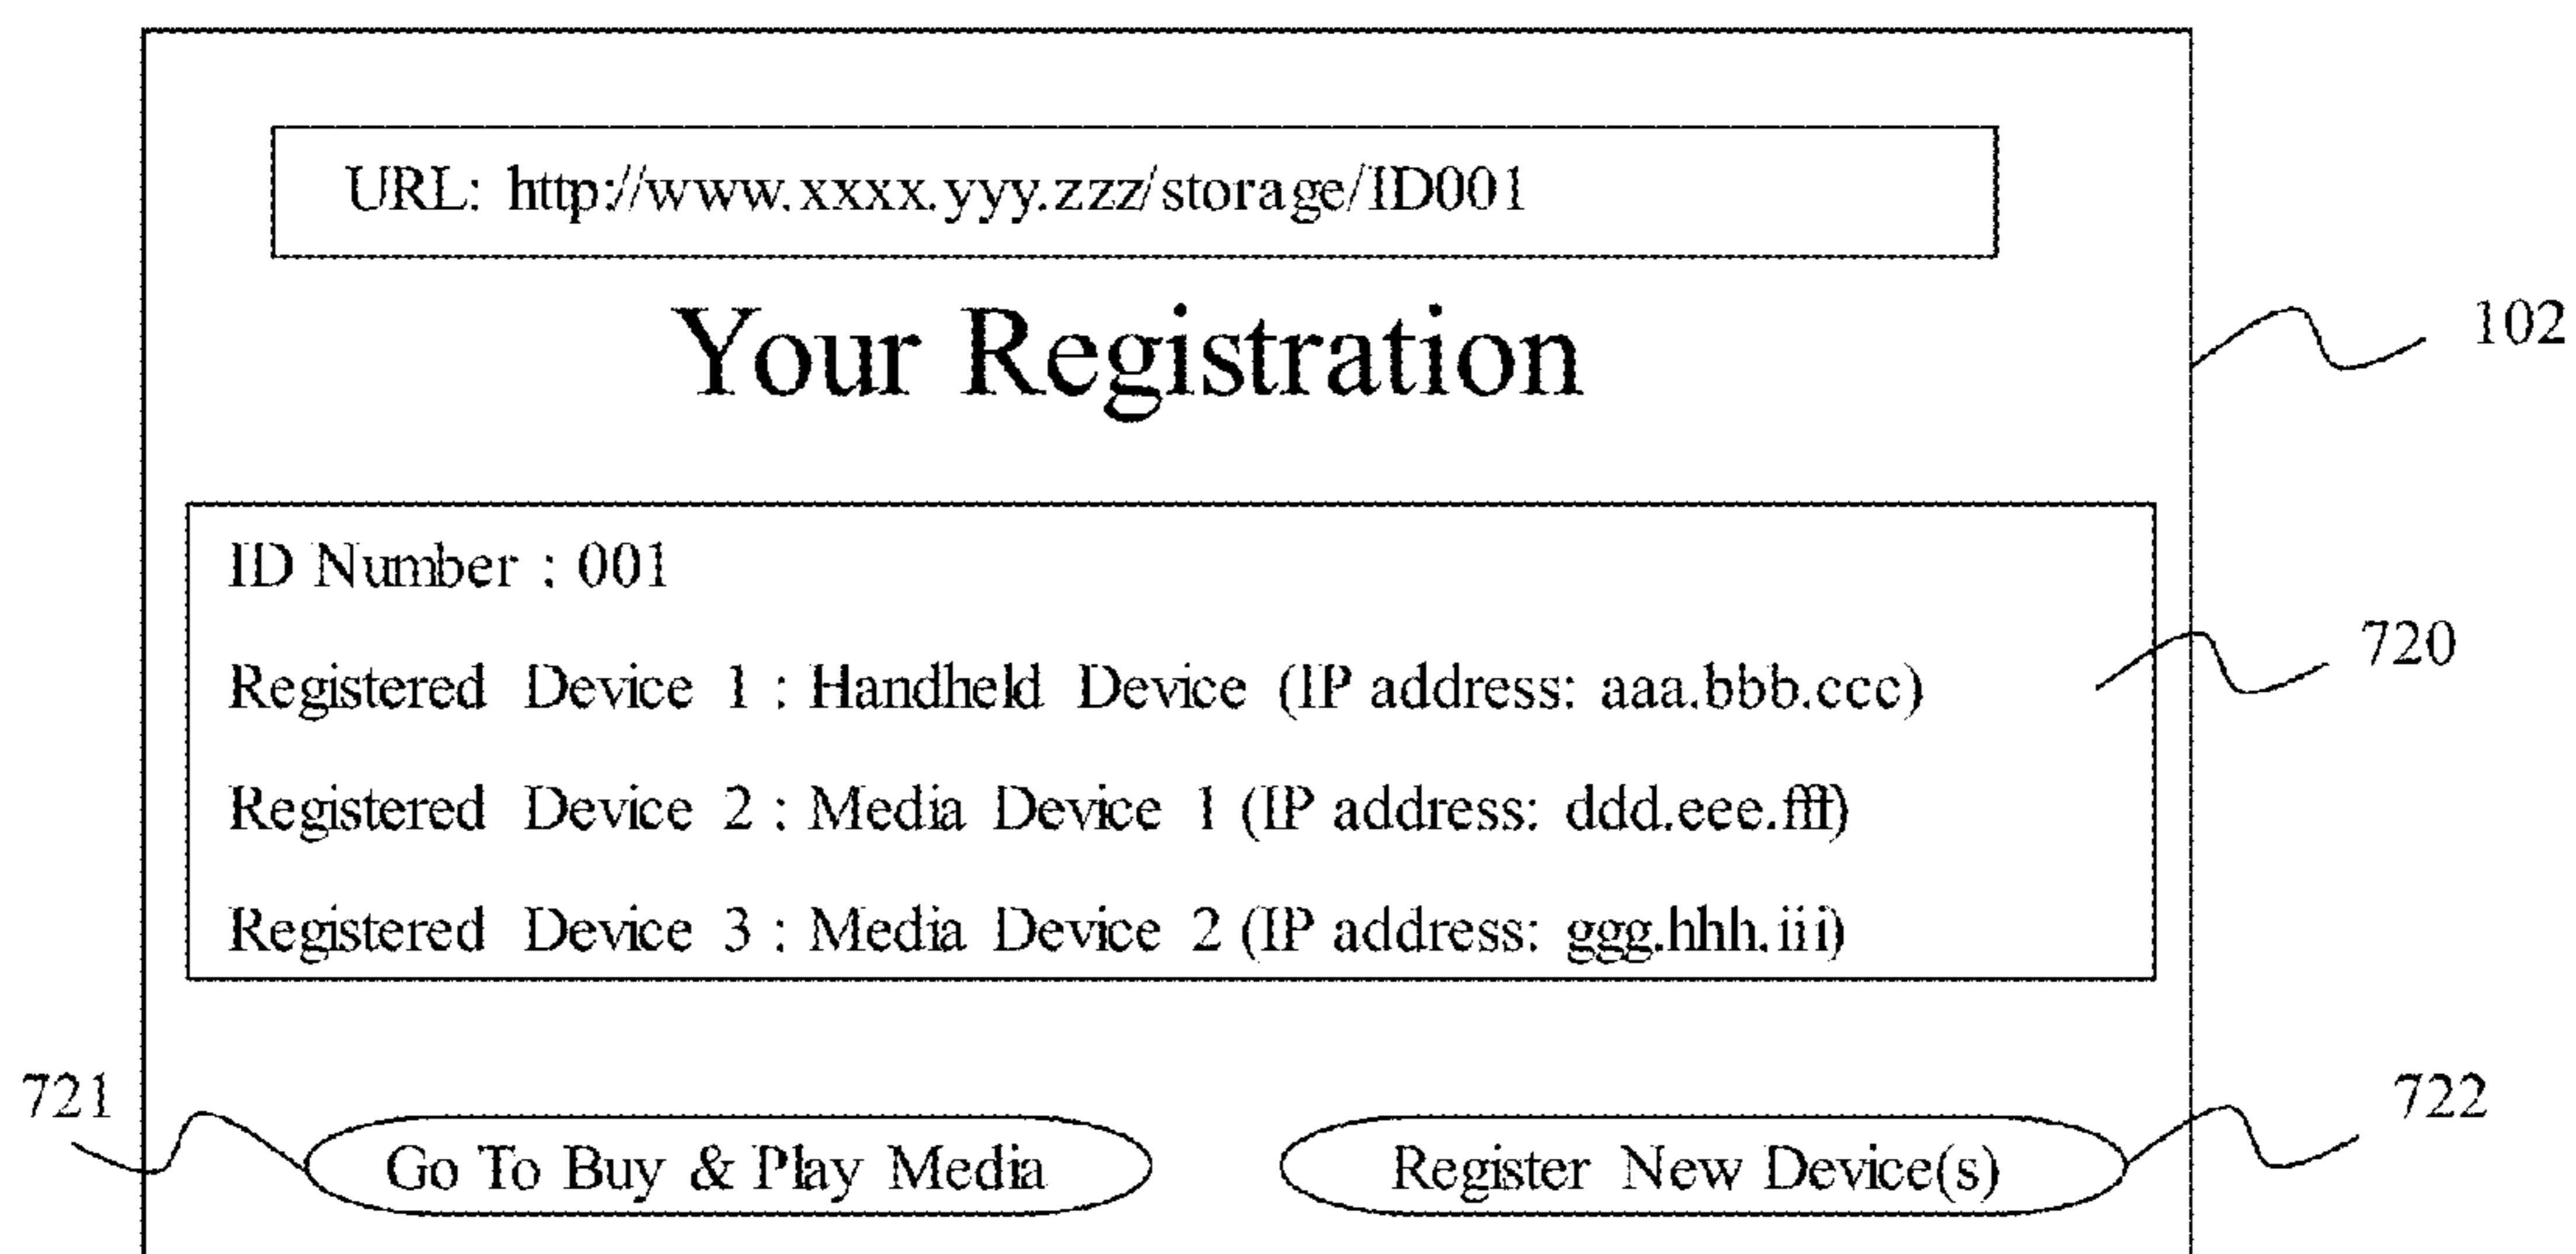 URL: http://www.xxxx.yyy.zzz/storage/ID001
Your Registration
102
ID Number : 001
720
Registered Device 1 : Handheld Device (IP address: aaa.bbb.ccc)
Registered Device 2 : Media Device 1 (IP address: ddd.eee.fff)
Registered Device 3 : Media Device 2 (IP address: ggg.hhh.iii)
721
722
Go To Buy & Play Media
Register New Device(s)